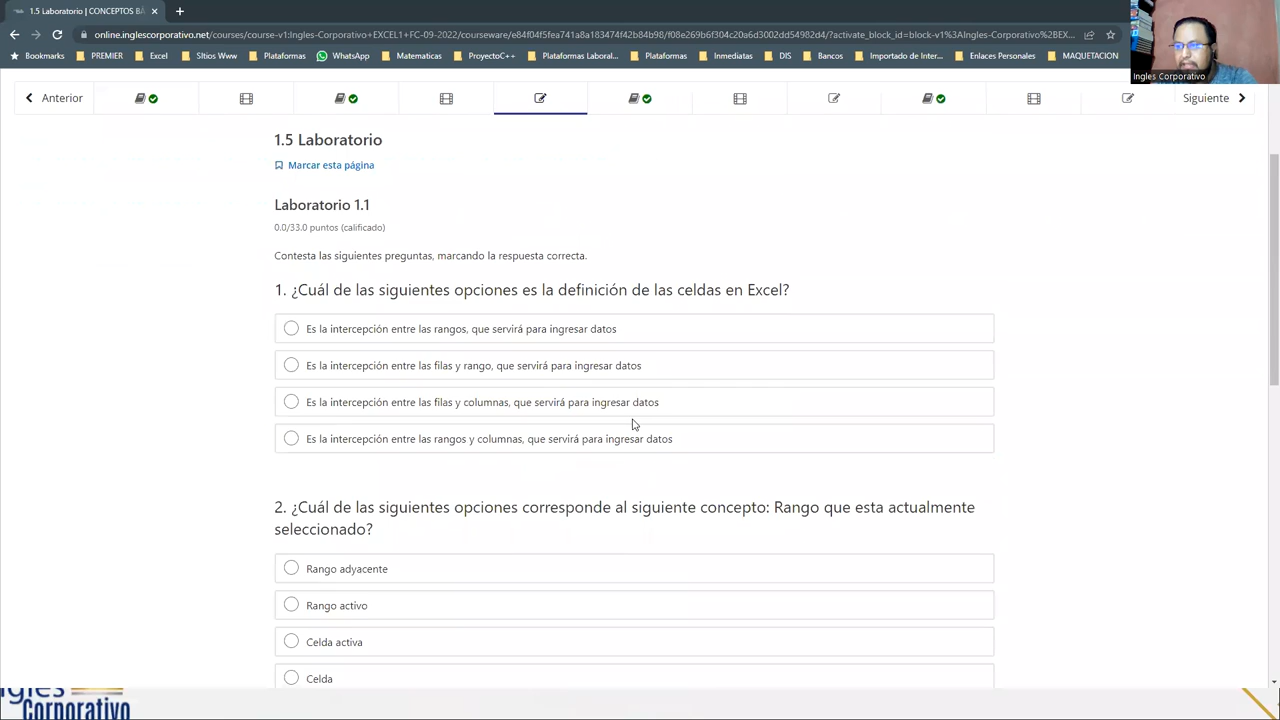 1.5 Laboratorio | CONCEPTOS BÁ
online.inglescorporativo.net/courses/course-v1:Ingles-Corporativo+EXCEL1+FC-09-2022/courseware/e84f04f5fea741a8a183474f42b84b98/f08e269b6f304c20a6d3002dd54982d4/?activate_block_id=block-v1%3AIngles-Corporativo%2BEX...
Bookmarks PREMIER Excel SItios Wwww Plataformas WhatsApp Matematicas ProyectoC++ Plataformas Laboral... Plataformas Inmediatas DIS Bancos Importado de Inter... Enlaces Personales MAQUETACION
Ingles Corporativo
Anterior
Siguiente
1.5 Laboratorio
Marcar esta página
Laboratorio 1.1
0.0/33.0 puntos (calificado)
Contesta las siguientes preguntas, marcando la respuesta correcta.
1. ¿Cuál de las siguientes opciones es la definición de las celdas en Excel?
Es la intercepción entre las rangos, que servirá para ingresar datos
Es la intercepción entre las filas y rango, que servirá para ingresar datos
Es la intercepción entre las filas y columnas, que servirá para ingresar datos
Es la intercepción entre las rangos y columnas, que servirá para ingresar datos
2. ¿Cuál de las siguientes opciones corresponde al siguiente concepto: Rango que esta actualmente
seleccionado?
Rango adyacente
Rango activo
Celda activa
Celda
Ingles
Corporativo